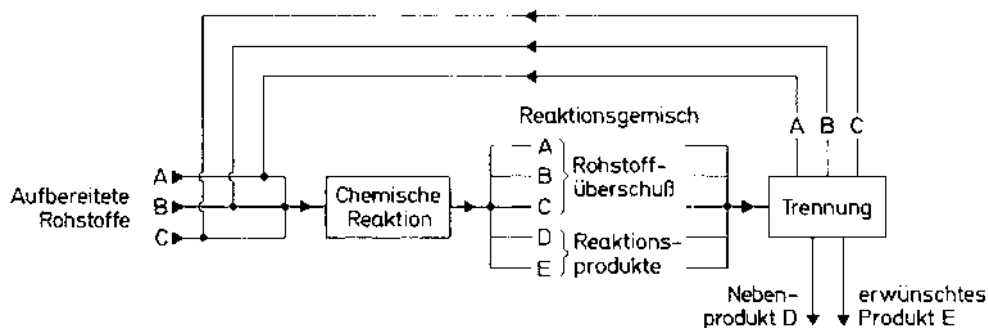 A B C
Reaktionsgemisch
A
B
C
Rohstoff-
überschuß
D
E
Reaktions-
produkte
Aufbereitete
Rohstoffe
A
B
C
Chemische
Reaktion
Trennung
Neben-
produkt D
erwünschtes
Produkt E